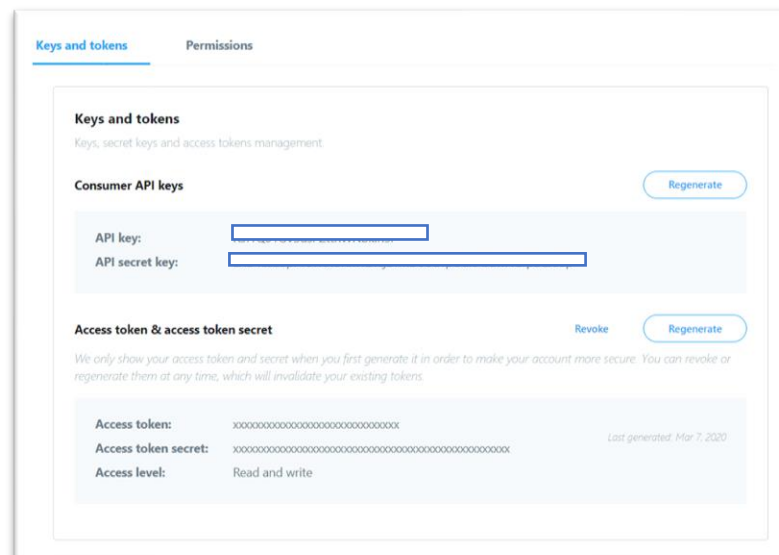 Keys and tokens Permissions
Keys and tokens
Keys, secret keys and access tokens management.
Consumer API keys Regenerate
API key:
API secret key:
Access token & access token secret Revoke Regenerate
We only show your access token and secret when you first generate it in order to make your account more secure. You can revoke or
regenerate them at any time, which will invalidate your existing tokens.
Access token: xxxxxxxxxxxxxxxxxxxxxxxxxxxxxx
Last generated: Mar 7, 2020
Access token secret: xxxxxxxxxxxxxxxxxxxxxxxxxxxxxxxxxxxxxxxxxxxxxxxxxx
Access level: Read and write